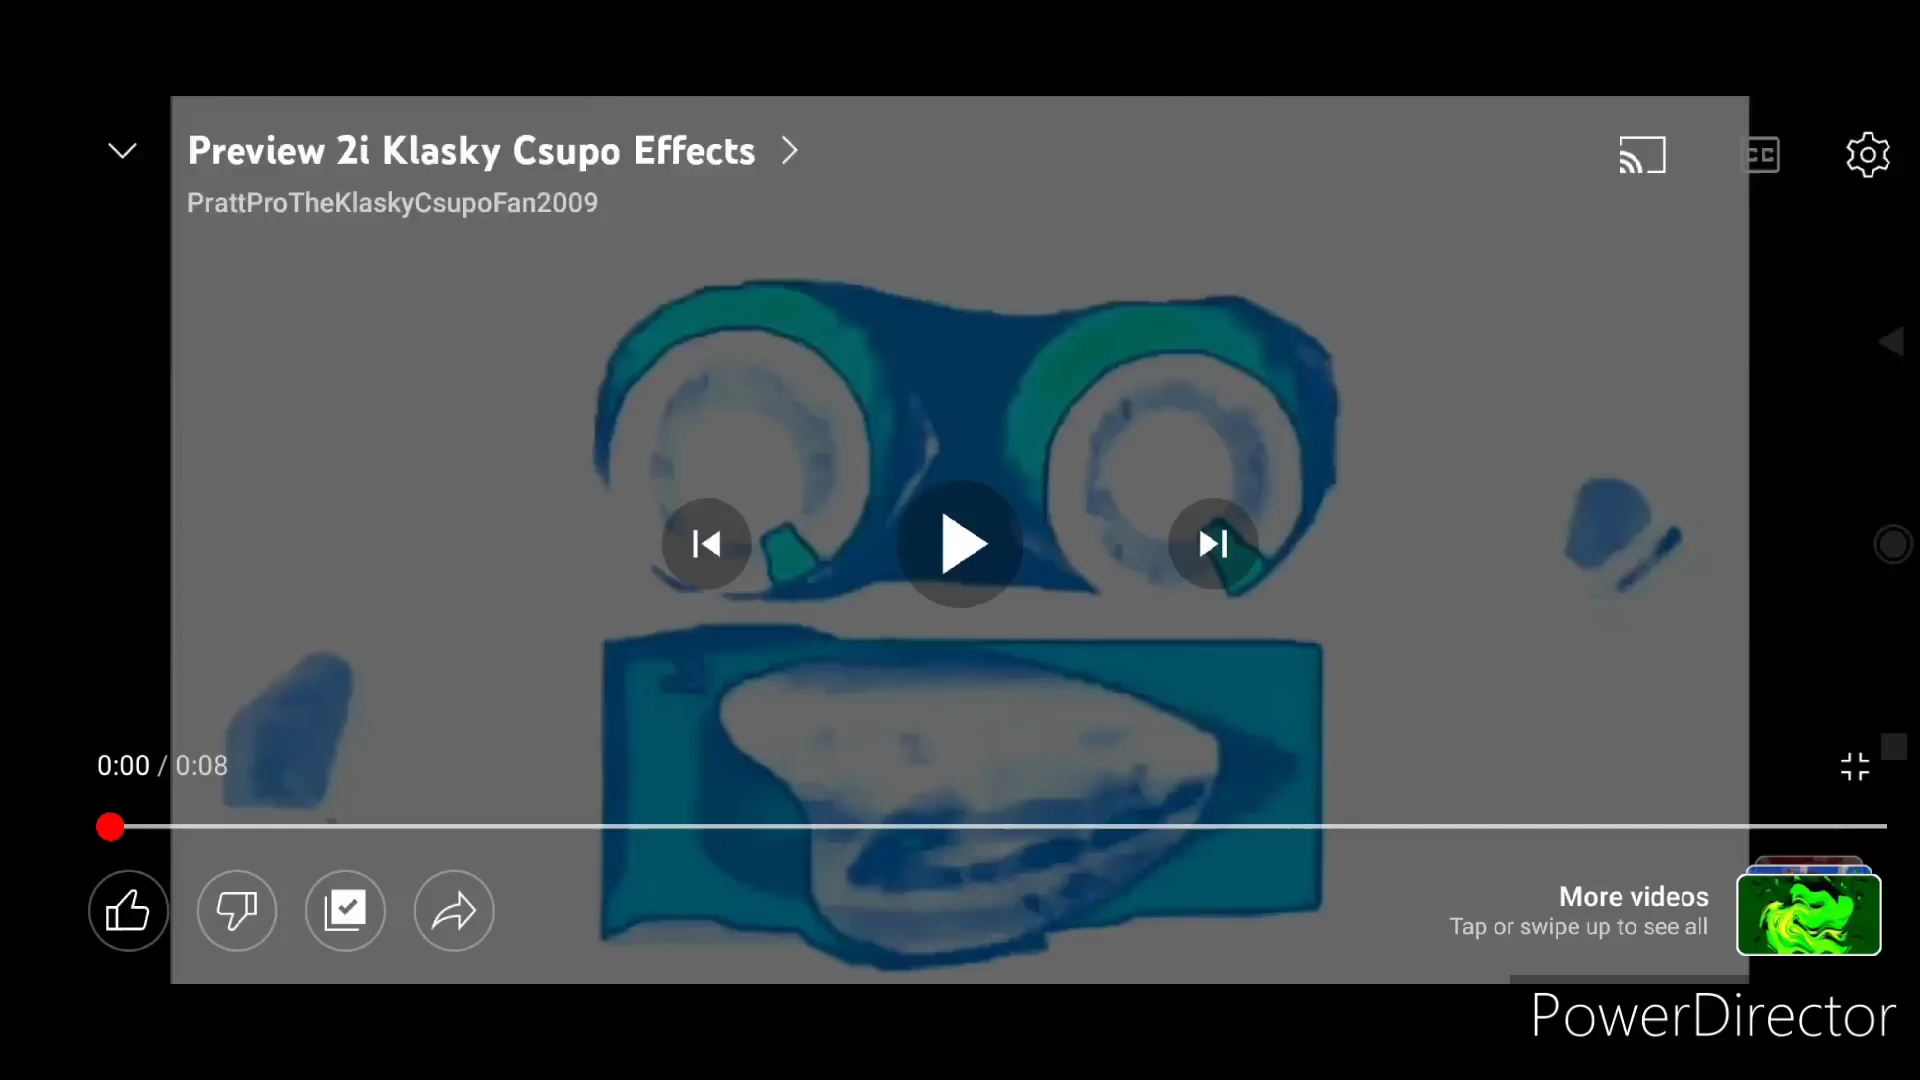 Preview 2i Klasky Csupo Effects
CC
PrattProTheKlaskyCsupoFan2009
0:00 / 0:08
More videos
Tap or swipe up to see all
PowerDirector